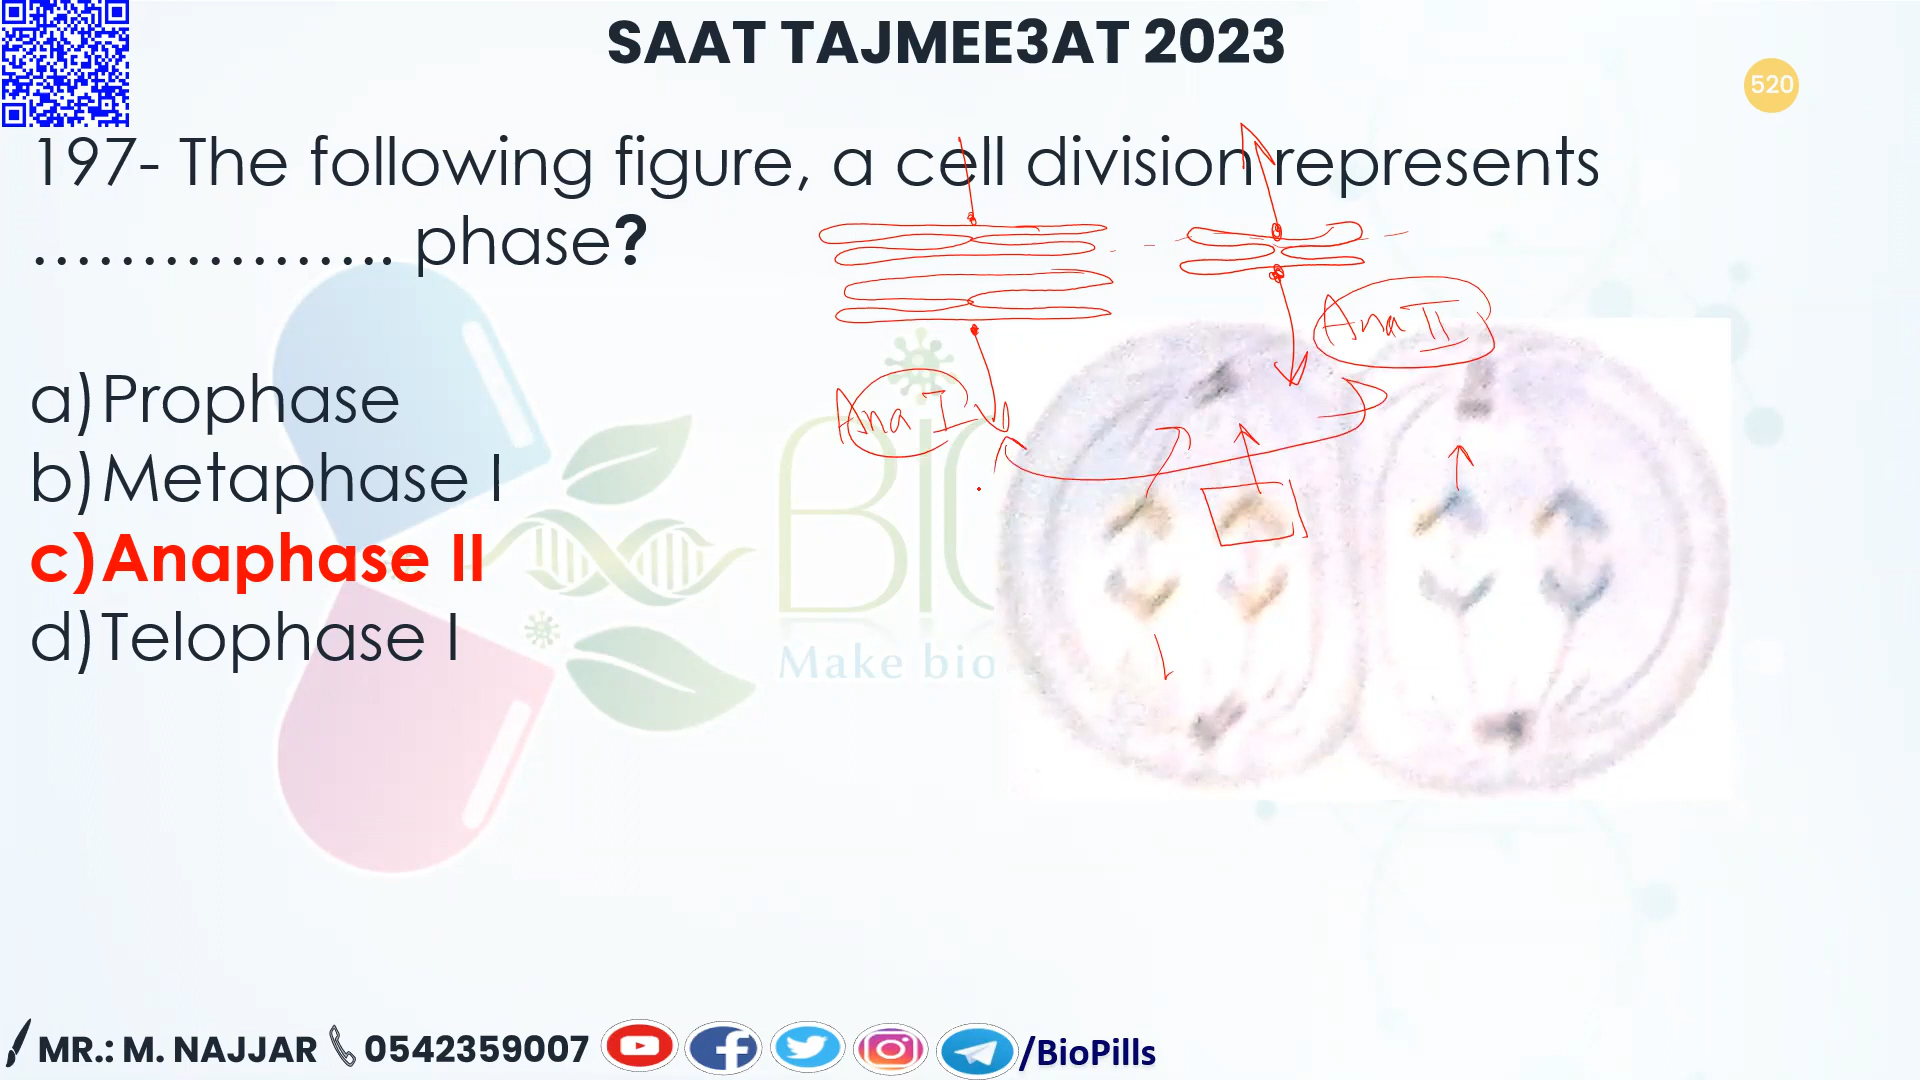 SAAT TAJMEE3AT 2023
520
197- The following figure, a cell division represents
................. phase?
Ana II
a)Prophase
Ana I
b)Metaphase I
c)Anaphase II
d)Telophase I
BIO
Make bio
MR.: M. NAJJAR 0542359007 /BioPills